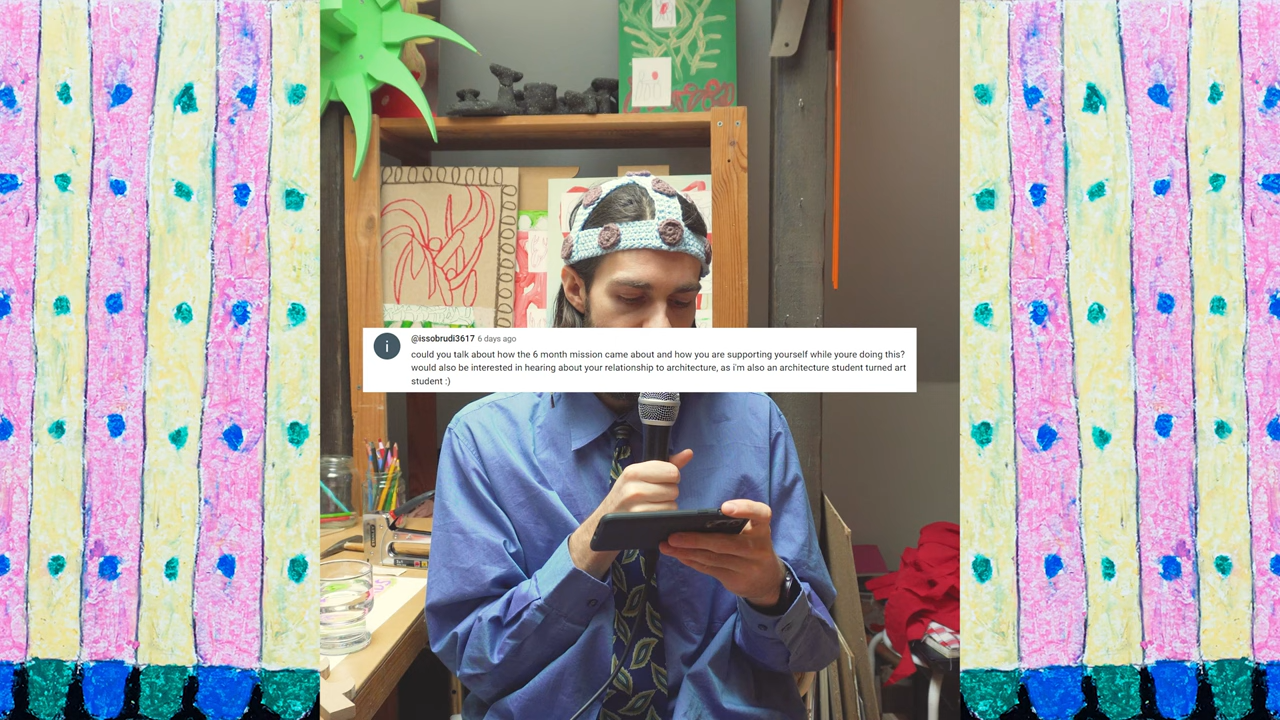 i
@issobrudi3617 6 days ago
could you talk about how the 6 month mission came about and how you are supporting yourself while youre doing this?
would also be interested in hearing about your relationship to architecture, as i'm also an architecture student turned art
student :)